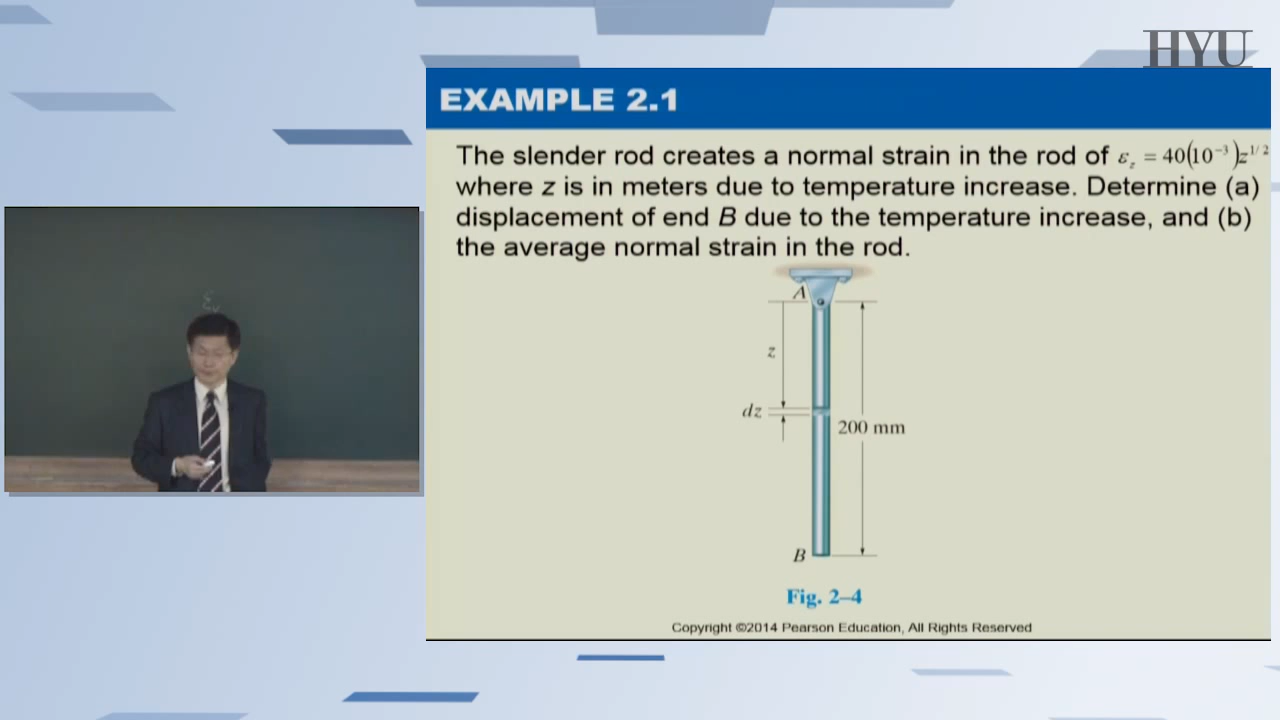 HYU
EXAMPLE 2.1
The slender rod creates a normal strain in the rod of ε_z = 40(10⁻³)z^{1/2}
where z is in meters due to temperature increase. Determine (a)
displacement of end B due to the temperature increase, and (b)
the average normal strain in the rod.
A
z
dz
200 mm
B
Fig. 2–4
Copyright ©2014 Pearson Education, All Rights Reserved